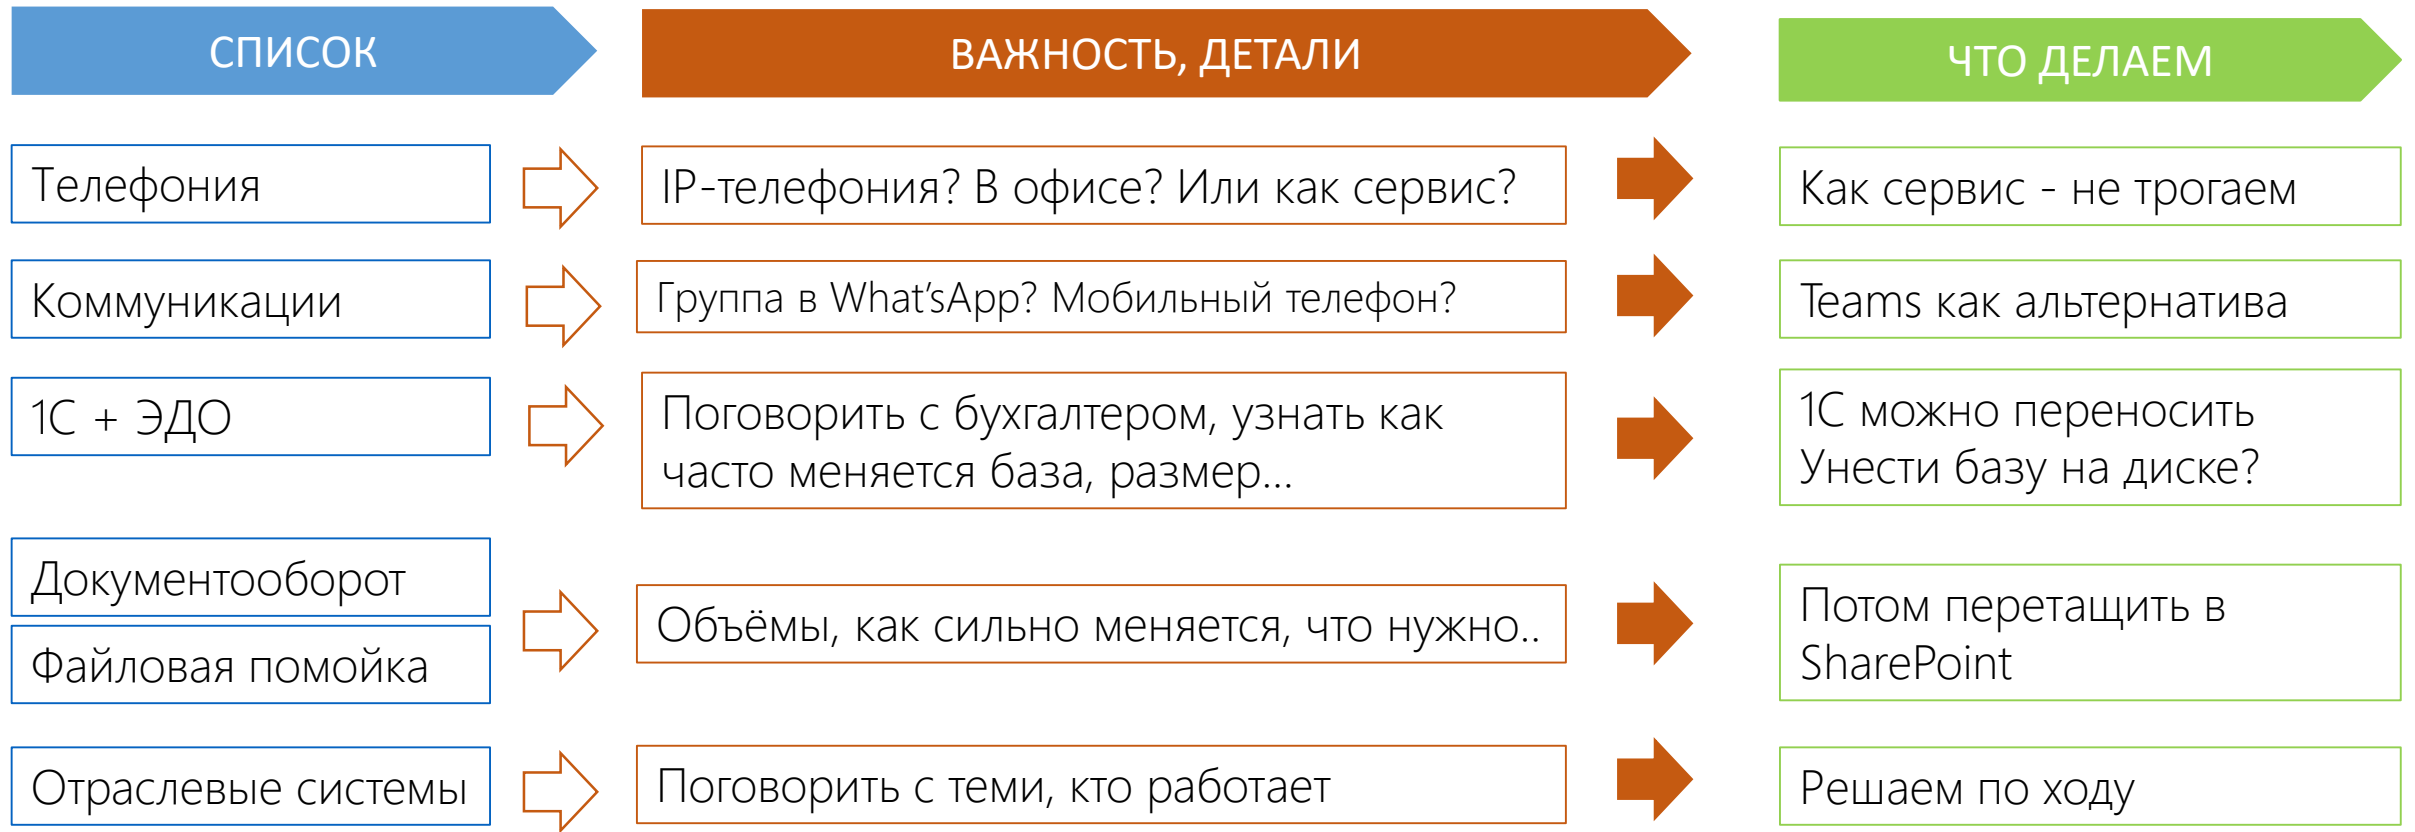 СПИСОК
ВАЖНОСТЬ, ДЕТАЛИ
ЧТО ДЕЛАЕМ
Телефония
IP-телефония? В офисе? Или как сервис?
Как сервис - не трогаем
Коммуникации
Группа в What'sApp? Мобильный телефон?
Teams как альтернатива
1С + ЭДО
Поговорить с бухгалтером, узнать как
часто меняется база, размер...
1С можно переносить
Унести базу на диске?
Документооборот
Файловая помойка
Объёмы, как сильно меняется, что нужно..
Потом перетащить в
SharePoint
Отраслевые системы
Поговорить с теми, кто работает
Решаем по ходу